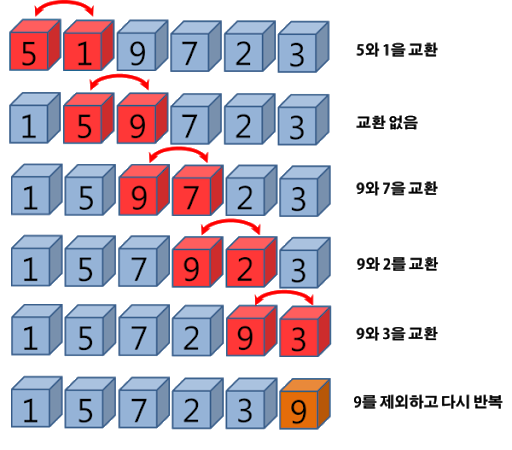 5 1 9 7 2 3 5와 1을 교환
1 5 9 7 2 3 교환 없음
1 5 9 7 2 3 9와 7을 교환
1 5 7 9 2 3 9와 2를 교환
1 5 7 2 9 3 9와 3을 교환
1 5 7 2 3 9 9를 제외하고 다시 반복